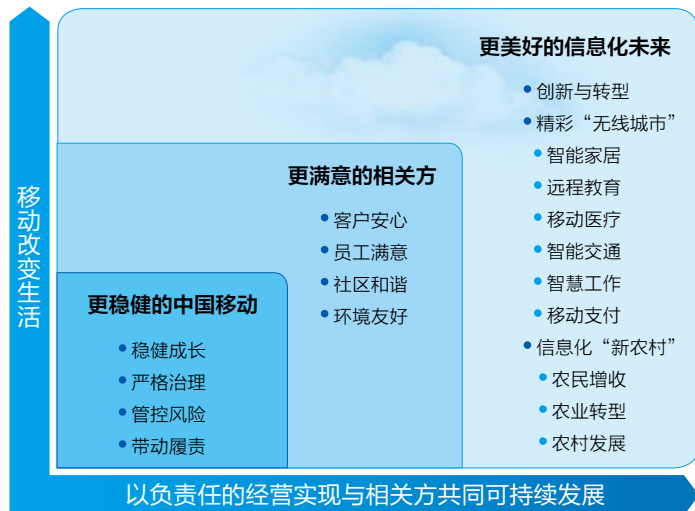 移动改变生活
更稳健的中国移动
• 稳健成长
• 严格治理
• 管控风险
• 带动履责
更满意的相关方
• 客户安心
• 员工满意
• 社区和谐
• 环境友好
更美好的信息化未来
• 创新与转型
• 精彩“无线城市”
• 智能家居
• 远程教育
• 移动医疗
• 智能交通
• 智慧工作
• 移动支付
• 信息化“新农村”
• 农民增收
• 农业转型
• 农村发展
以负责任的经营实现与相关方共同可持续发展